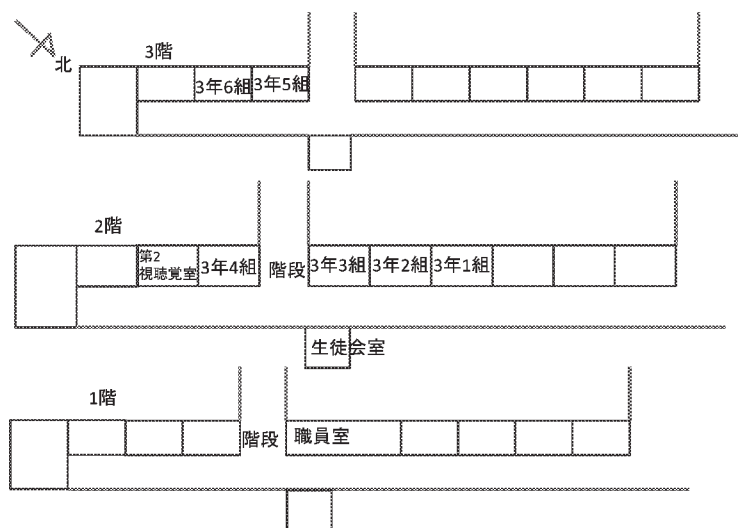 北
3階
3年6組
3年5組
2階
第2
視聴覚室
3年4組
階段
3年3組
3年2組
3年1組
生徒会室
1階
階段
職員室